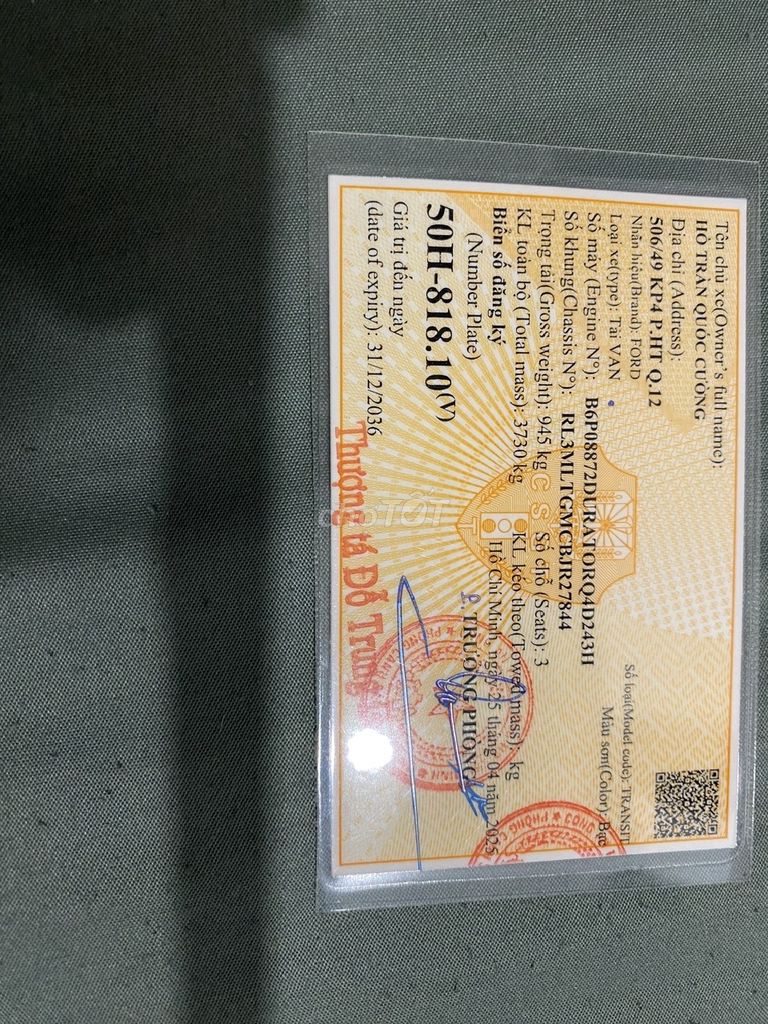 Tên chủ xe(Owner's full name):
HỒ TRẦN QUỐC CƯỜNG
Địa chỉ (Address):
506/49 KP4 P.HT Q.12
Nhãn hiệu(Brand): FORD
Số loại(Model code): TRANSIT
Loại xe(ype): Tải VAN
Màu sơn(Color): Bạc
Số máy (Engine N°): B6P08872DURATORQ4D243H
Số khung(Chassis N°): RL3MLTGMCBJR27844
Trọng tải(Gross weight): 945 kg Số chỗ (Seats): 3
KL toàn bộ (Total mass): 3730 kg KL kéo theo(Towed mass): kg
Biển số đăng ký
(Number Plate)
Hồ Chí Minh, ngày 25 tháng 04 năm 2025
P. TRƯỞNG PHÒNG
50H-818.10(V)
Giá trị đến ngày
(date of expiry): 31/12/2036
Thượng tá Đỗ Trung
CSGT
choTỐT